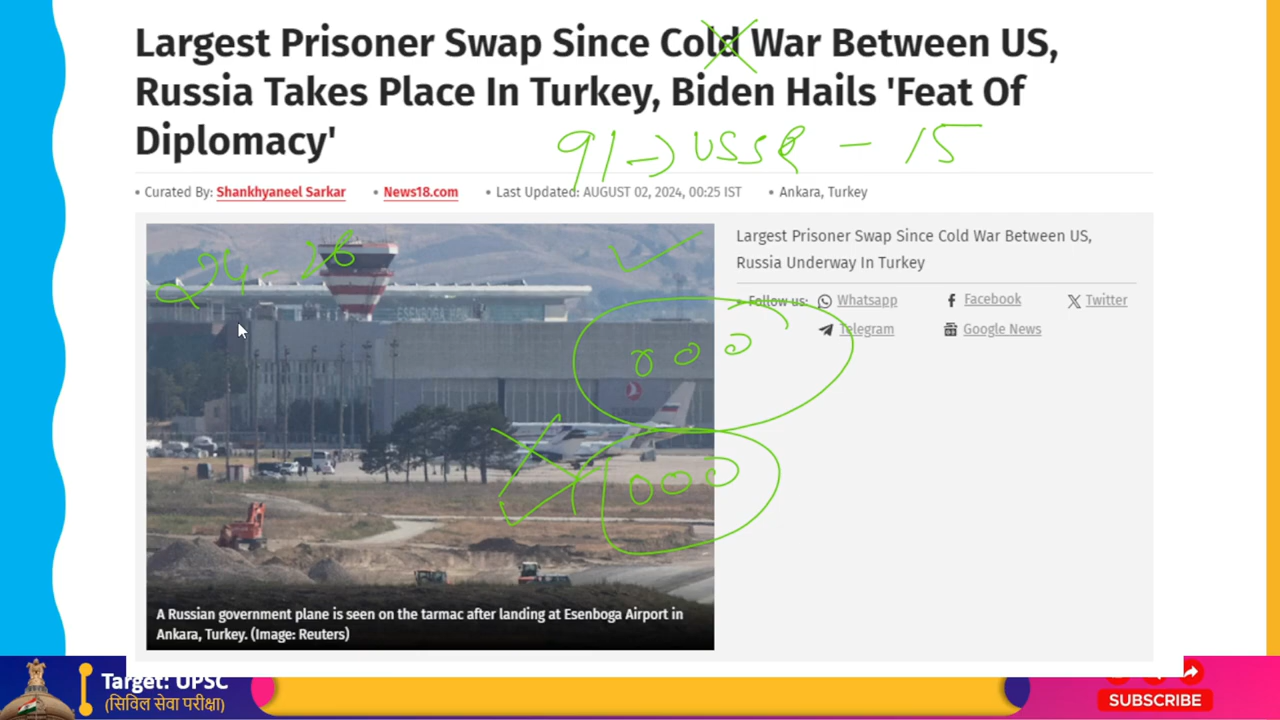 Largest Prisoner Swap Since Cold War Between US,
Russia Takes Place In Turkey, Biden Hails 'Feat Of
Diplomacy'
91 → USSR – 15
• Curated By: Shankhyaneel Sarkar • News18.com • Last Updated: AUGUST 02, 2024, 00:25 IST • Ankara, Turkey
24 - 26
ESENBOGA
Largest Prisoner Swap Since Cold War Between US,
Russia Underway In Turkey
• Follow us: Whatsapp Facebook Twitter
Telegram Google News
A Russian government plane is seen on the tarmac after landing at Esenboga Airport in
Ankara, Turkey. (Image: Reuters)
Target: UPSC
(सिविल सेवा परीक्षा)
SUBSCRIBE